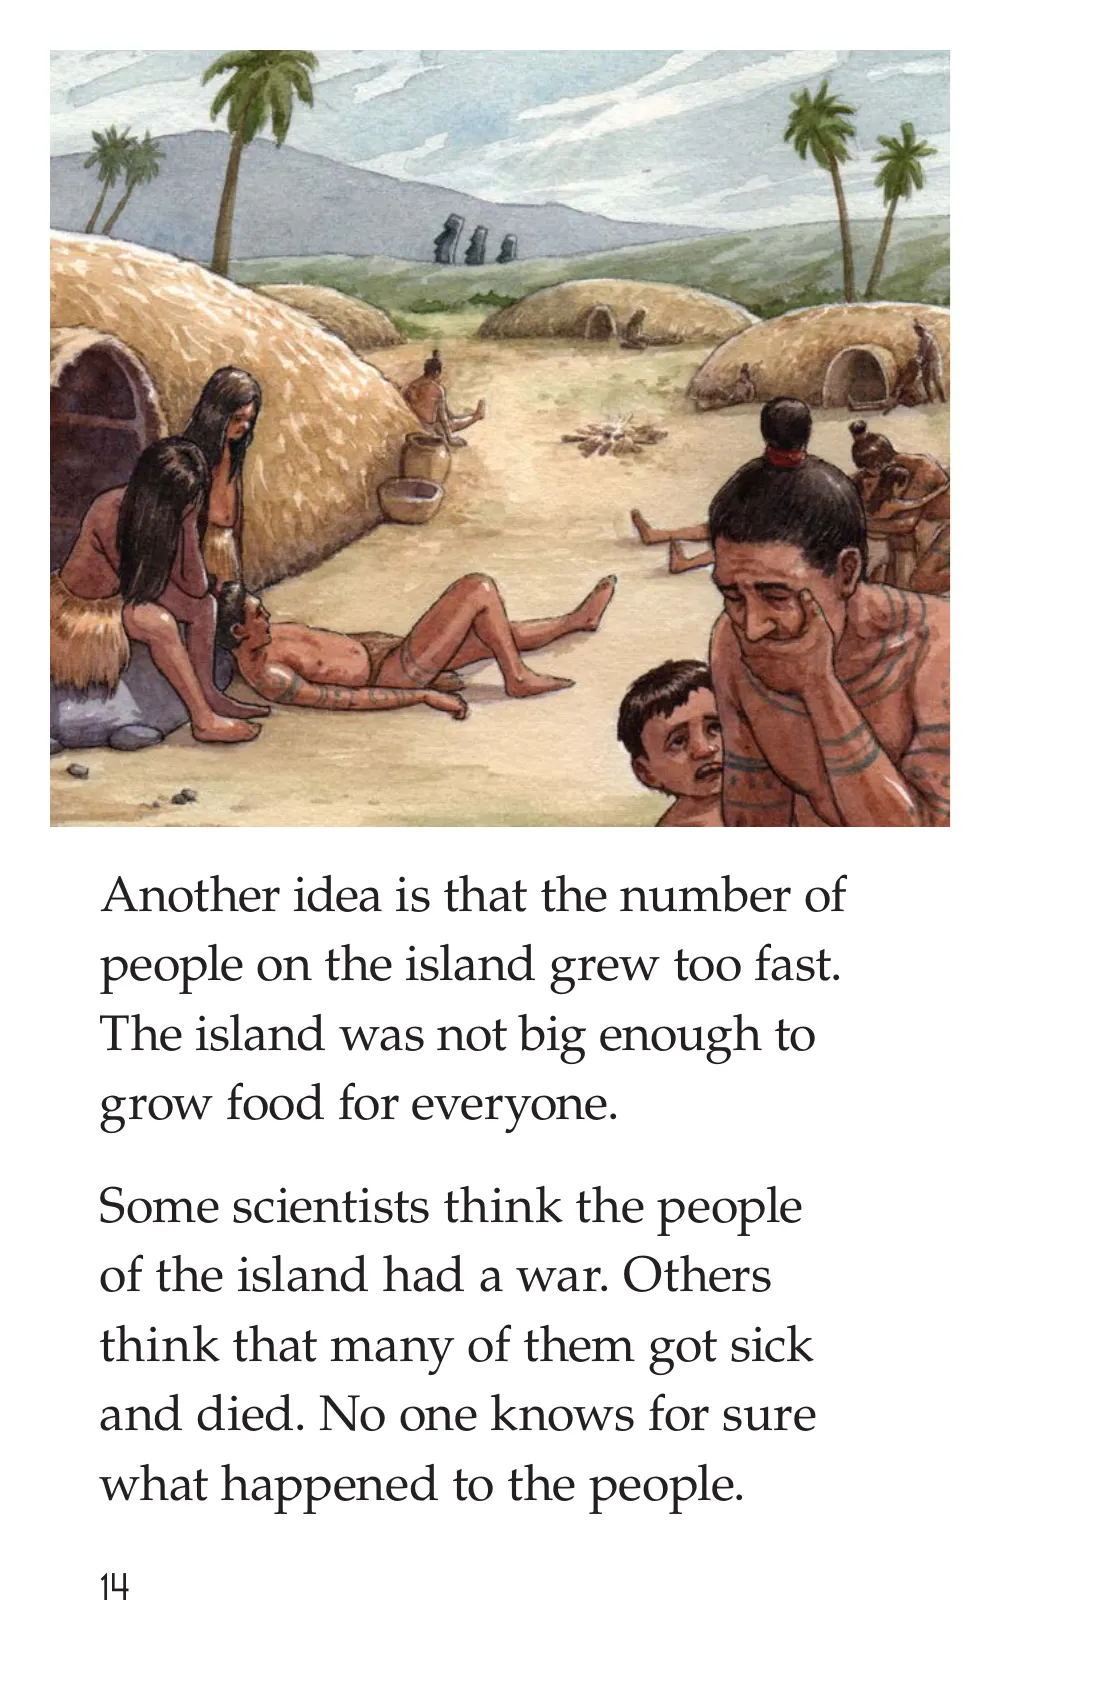 Another idea is that the number of
people on the island grew too fast.
The island was not big enough to
grow food for everyone.
Some scientists think the people
of the island had a war. Others
think that many of them got sick
and died. No one knows for sure
what happened to the people.
14